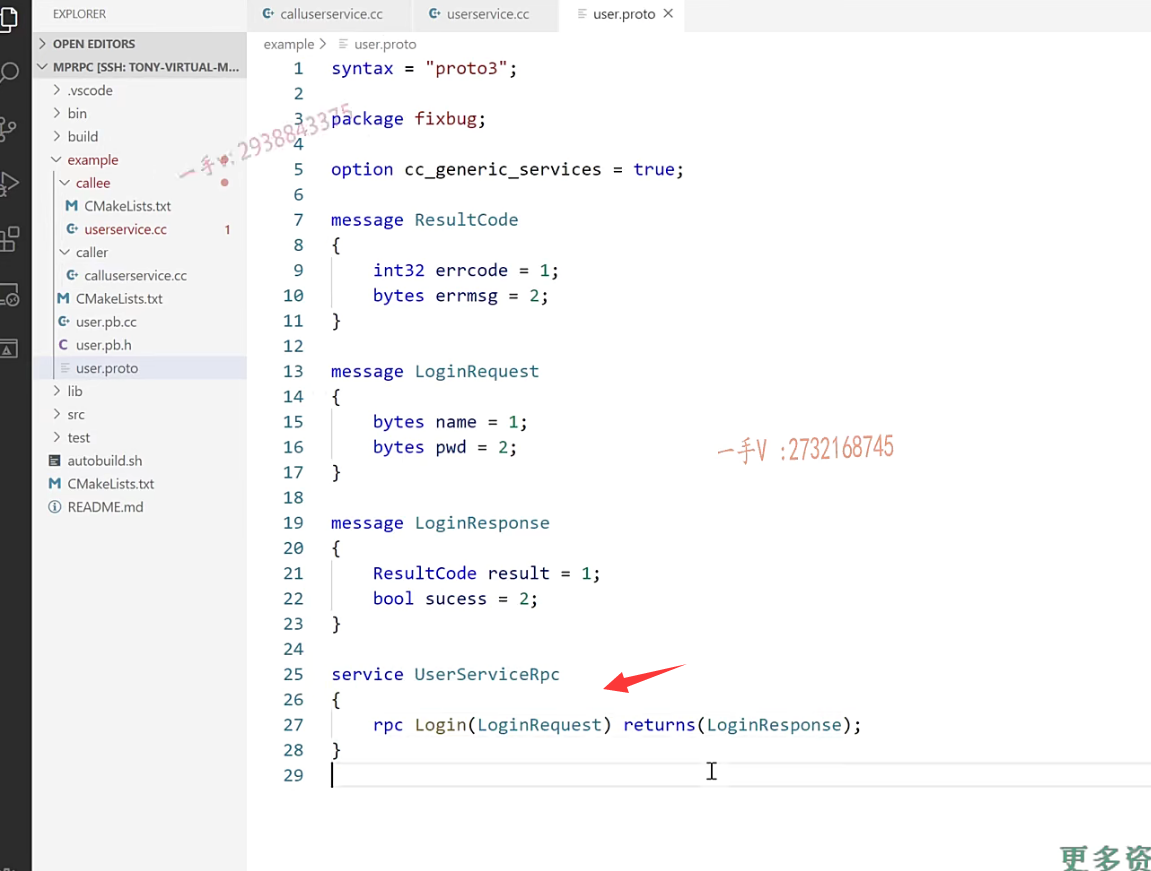 EXPLORER
OPEN EDITORS
MPRPC [SSH: TONY-VIRTUAL-M...
.vscode
bin
build
example
callee
CMakeLists.txt
userservice.cc 1
caller
calluserservice.cc
CMakeLists.txt
user.pb.cc
user.pb.h
user.proto
lib
src
test
autobuild.sh
CMakeLists.txt
README.md
calluserservice.cc userservice.cc user.proto
example > user.proto
1 syntax = "proto3";
2
3 package fixbug;
4
5 option cc_generic_services = true;
6
7 message ResultCode
8 {
9 int32 errcode = 1;
10 bytes errmsg = 2;
11 }
12
13 message LoginRequest
14 {
15 bytes name = 1;
16 bytes pwd = 2;
17 }
18
19 message LoginResponse
20 {
21 ResultCode result = 1;
22 bool sucess = 2;
23 }
24
25 service UserServiceRpc
26 {
27 rpc Login(LoginRequest) returns(LoginResponse);
28 }
29
一手v:2938843375
一手V :2732168745
更多资